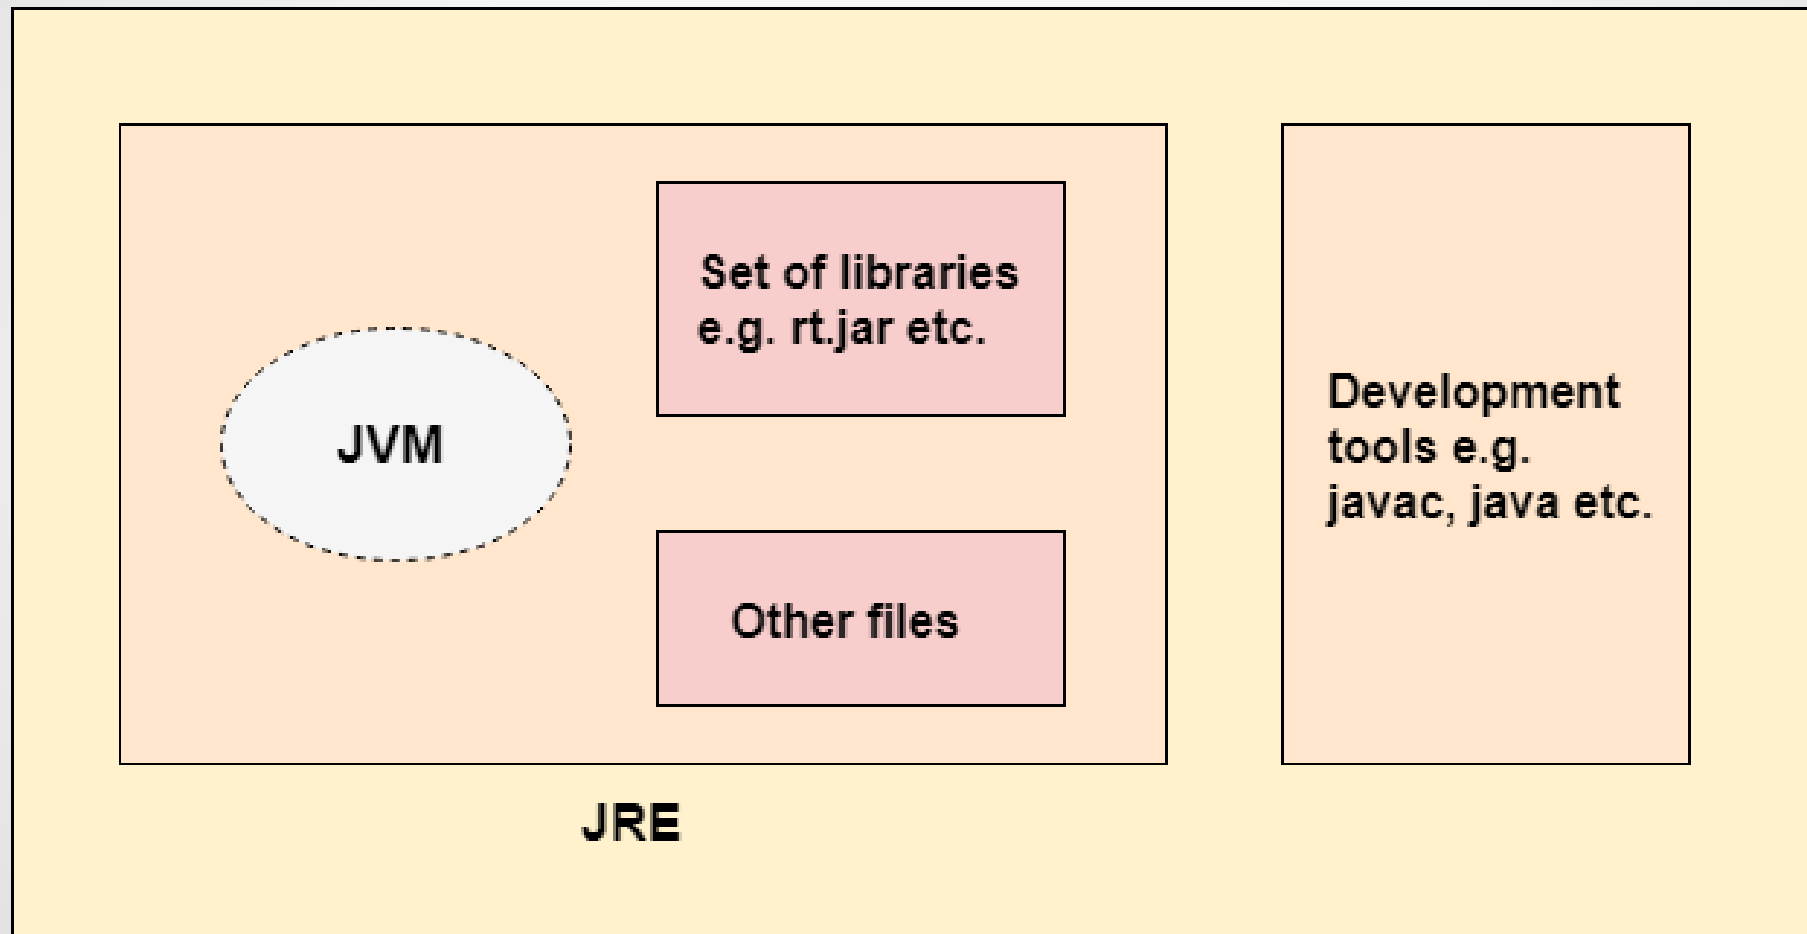 JVM
Set of libraries
e.g. rt.jar etc.
Other files
Development
tools e.g.
javac, java etc.
JRE